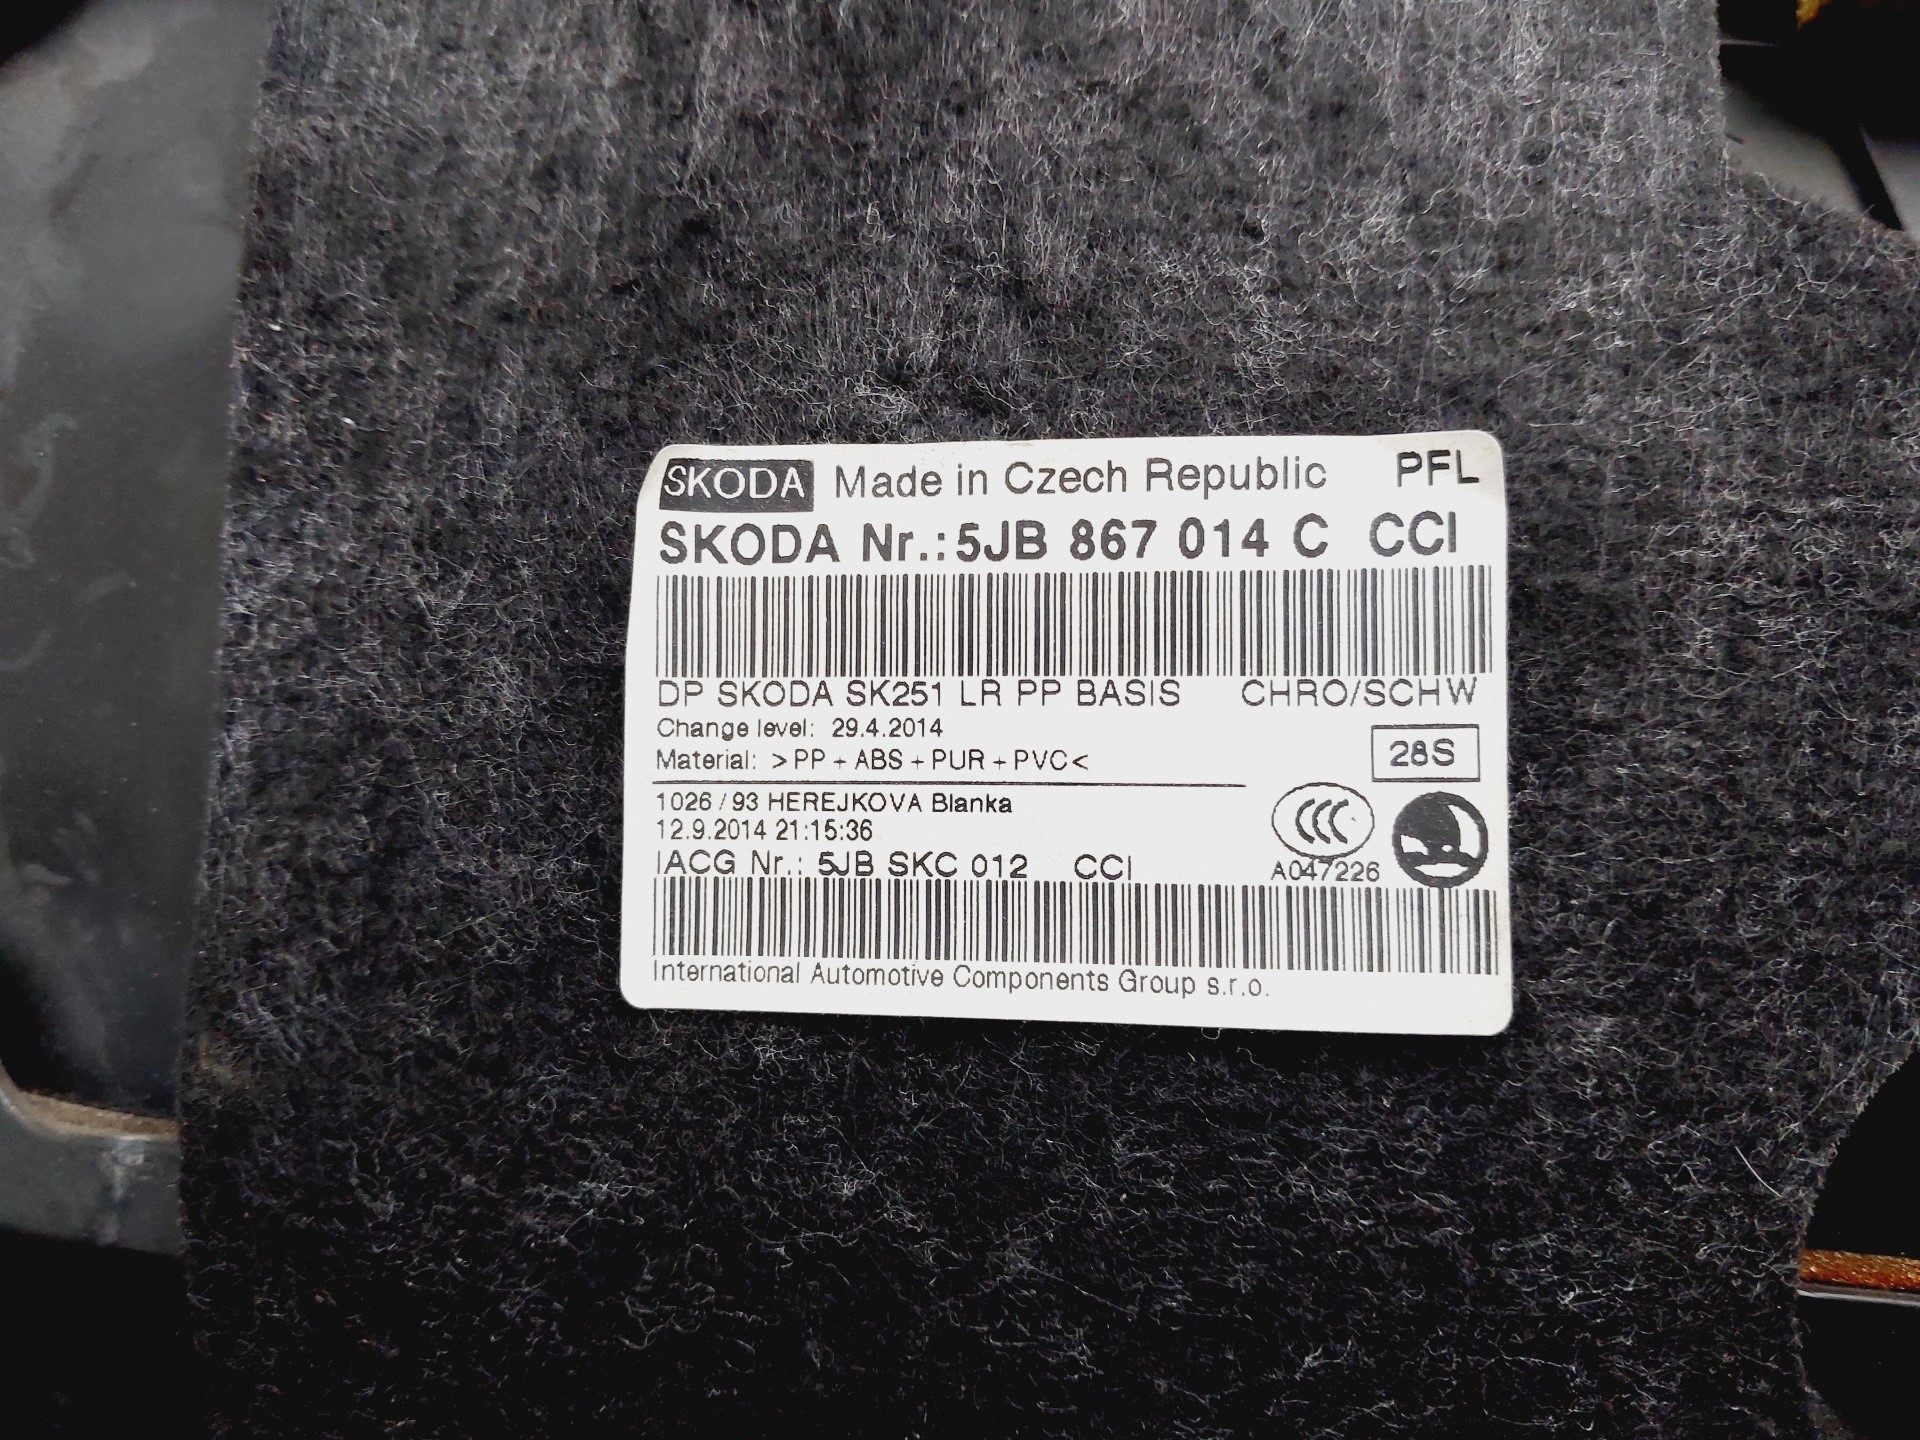 SKODA Made in Czech Republic PFL
SKODA Nr.: 5JB 867 014 C CCI
DP SKODA SK251 LR PP BASIS CHRO/SCHW
Change level: 29.4.2014
Material: >PP + ABS + PUR + PVC<
28S
1026 / 93 HEREJKOVA Blanka
12.9.2014 21:15:36
IACG Nr.: 5JB SKC 012 CCI
CCC
A047226
International Automotive Components Group s.r.o.